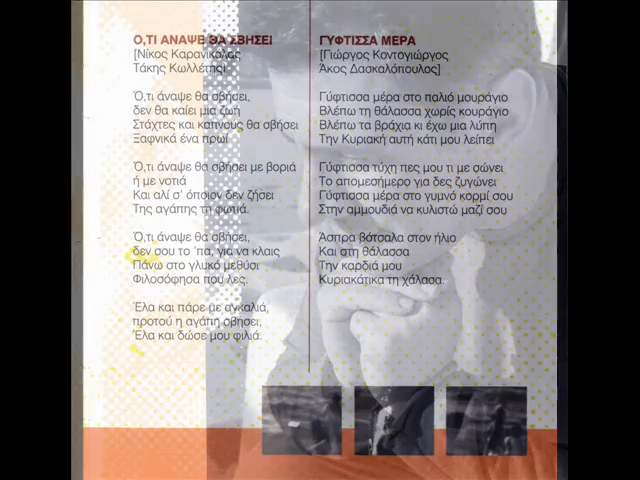 Ο,ΤΙ ΑΝΑΨΕ ΘΑ ΣΒΗΣΕΙ
[Νίκος Καρανικόλας
Τάκης Κωλλέτης]
Ό,τι άναψε θα σβήσει,
δεν θα καίει μια ζωή
Στάχτες και καπνούς θα σβήσει
Ξαφνικά ένα πρωί
Ό,τι άναψε θα σβήσει με βοριά
ή με νοτιά
Και αλί σ' όποιον δεν ζήσει
Της αγάπης τη φωτιά.
Ό,τι άναψε θα σβήσει,
δεν σου το 'πα, για να κλαις
Πάνω στο γλυκό μεθύσι
Φιλοσόφησα που λες.
Έλα και πάρε με αγκαλιά,
προτού η αγάπη σβήσει,
Έλα και δώσε μου φιλιά.
ΓΥΦΤΙΣΣΑ ΜΕΡΑ
[Γιώργος Κοντογιώργος
Άκος Δασκαλόπουλος]
Γύφτισσα μέρα στο παλιό μουράγιο
Βλέπω τη θάλασσα χωρίς κουράγιο
Βλέπω τα βράχια κι έχω μια λύπη
Την Κυριακή αυτή κάτι μου λείπει
Γύφτισσα τύχη πες μου τι με σώνει
Το απομεσήμερο για δες ζυγώνει
Γύφτισσα μέρα στο γυμνό κορμί σου
Στην αμμουδιά να κυλιστώ μαζί σου
Άσπρα βότσαλα στον ήλιο
Και στη θάλασσα
Την καρδιά μου
Κυριακάτικα τη χάλασα.